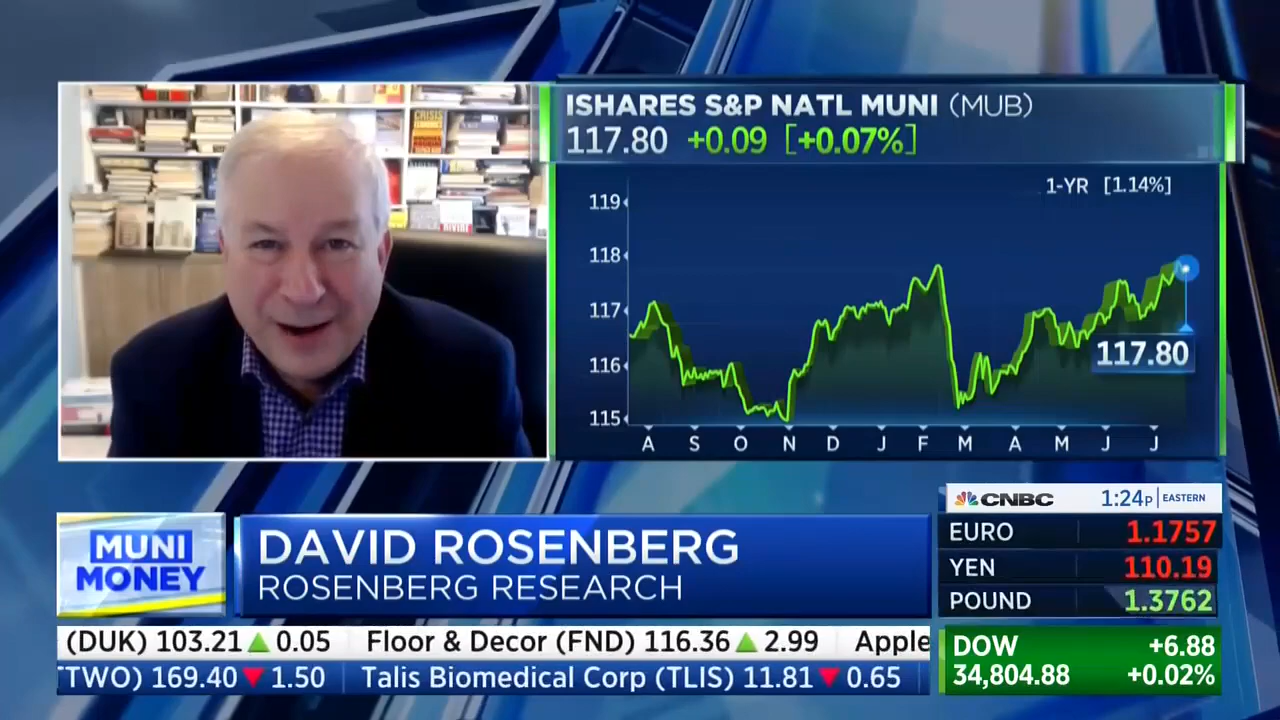 CRISIS
DIVIDE
ISHARES S&P NATL MUNI (MUB)
117.80 +0.09 [+0.07%]
1-YR [1.14%]
119
118
117
116
115
117.80
A S O N D J F M A M J J
MUNI
MONEY
DAVID ROSENBERG
ROSENBERG RESEARCH
CNBC 1:24P EASTERN
EURO 1.1757
YEN 110.19
POUND 1.3762
(DUK) 103.21 ▲ 0.05 Floor & Decor (FND) 116.36 ▲ 2.99 Apple
TWO) 169.40 ▼ 1.50 Talis Biomedical Corp (TLIS) 11.81 ▼ 0.65
DOW +6.88
34,804.88 +0.02%